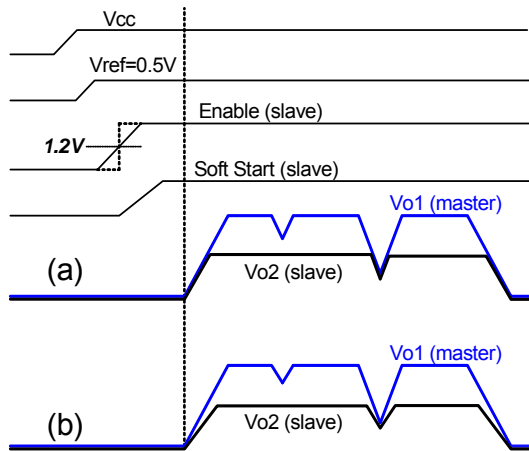 Vcc
Vref=0.5V
Enable (slave)
1.2V
Soft Start (slave)
Vo1 (master)
(a)
Vo2 (slave)
Vo1 (master)
(b)
Vo2 (slave)